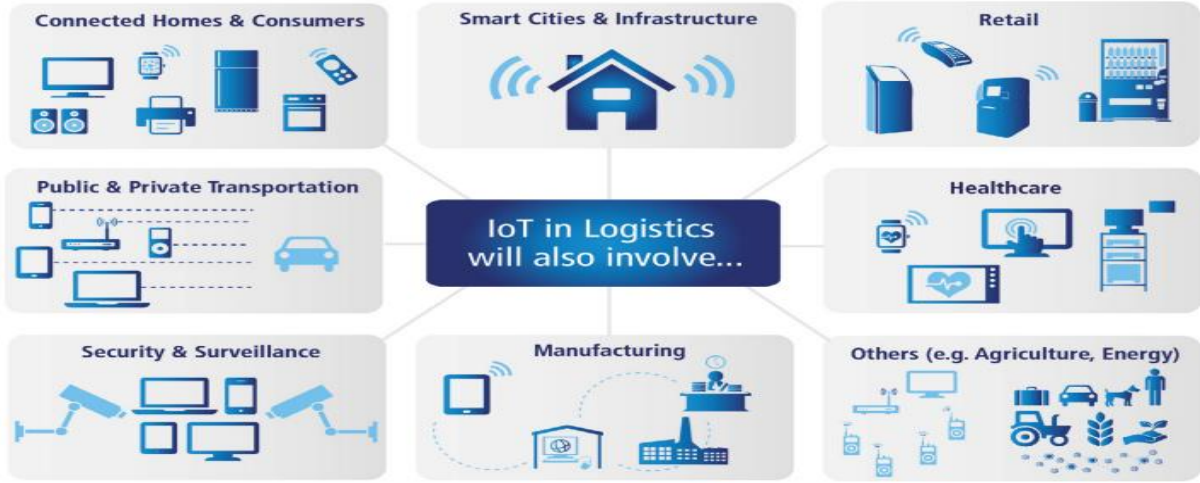 Connected Homes & Consumers
Smart Cities & Infrastructure
Retail
Public & Private Transportation
IoT in Logistics
will also involve...
Healthcare
Security & Surveillance
Manufacturing
Others (e.g. Agriculture, Energy)